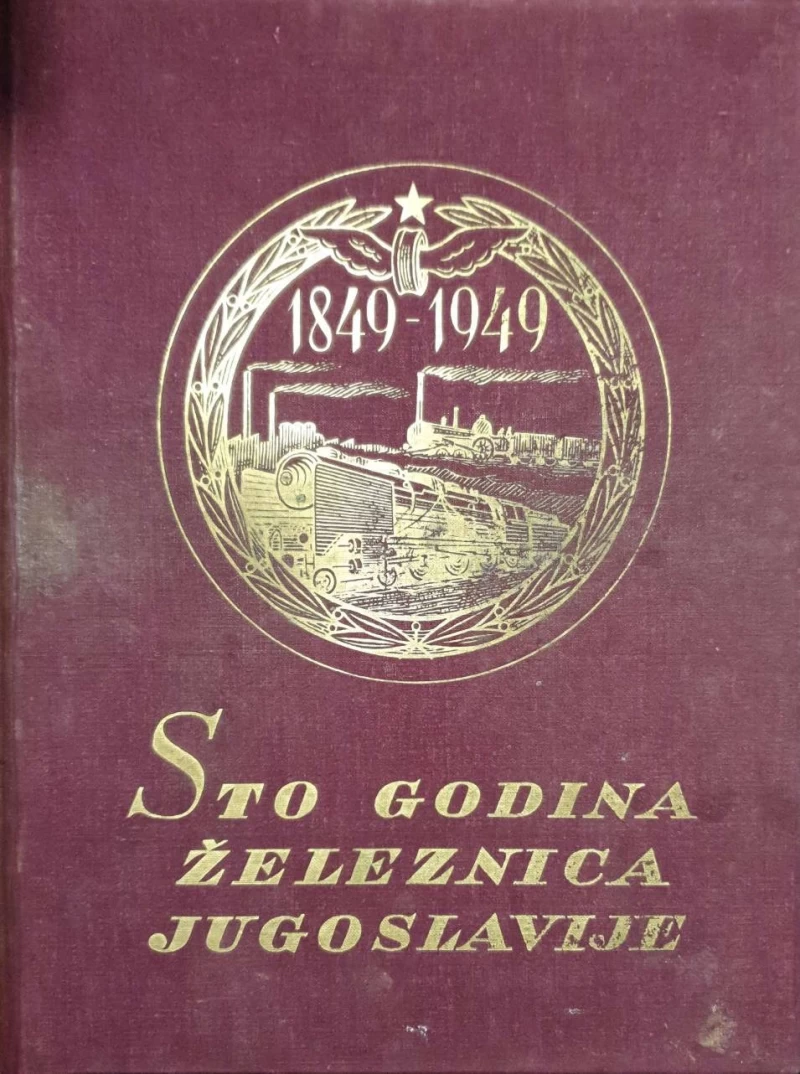 1849-1949
STO GODINA
ŽELEZNICA
JUGOSLAVIJE